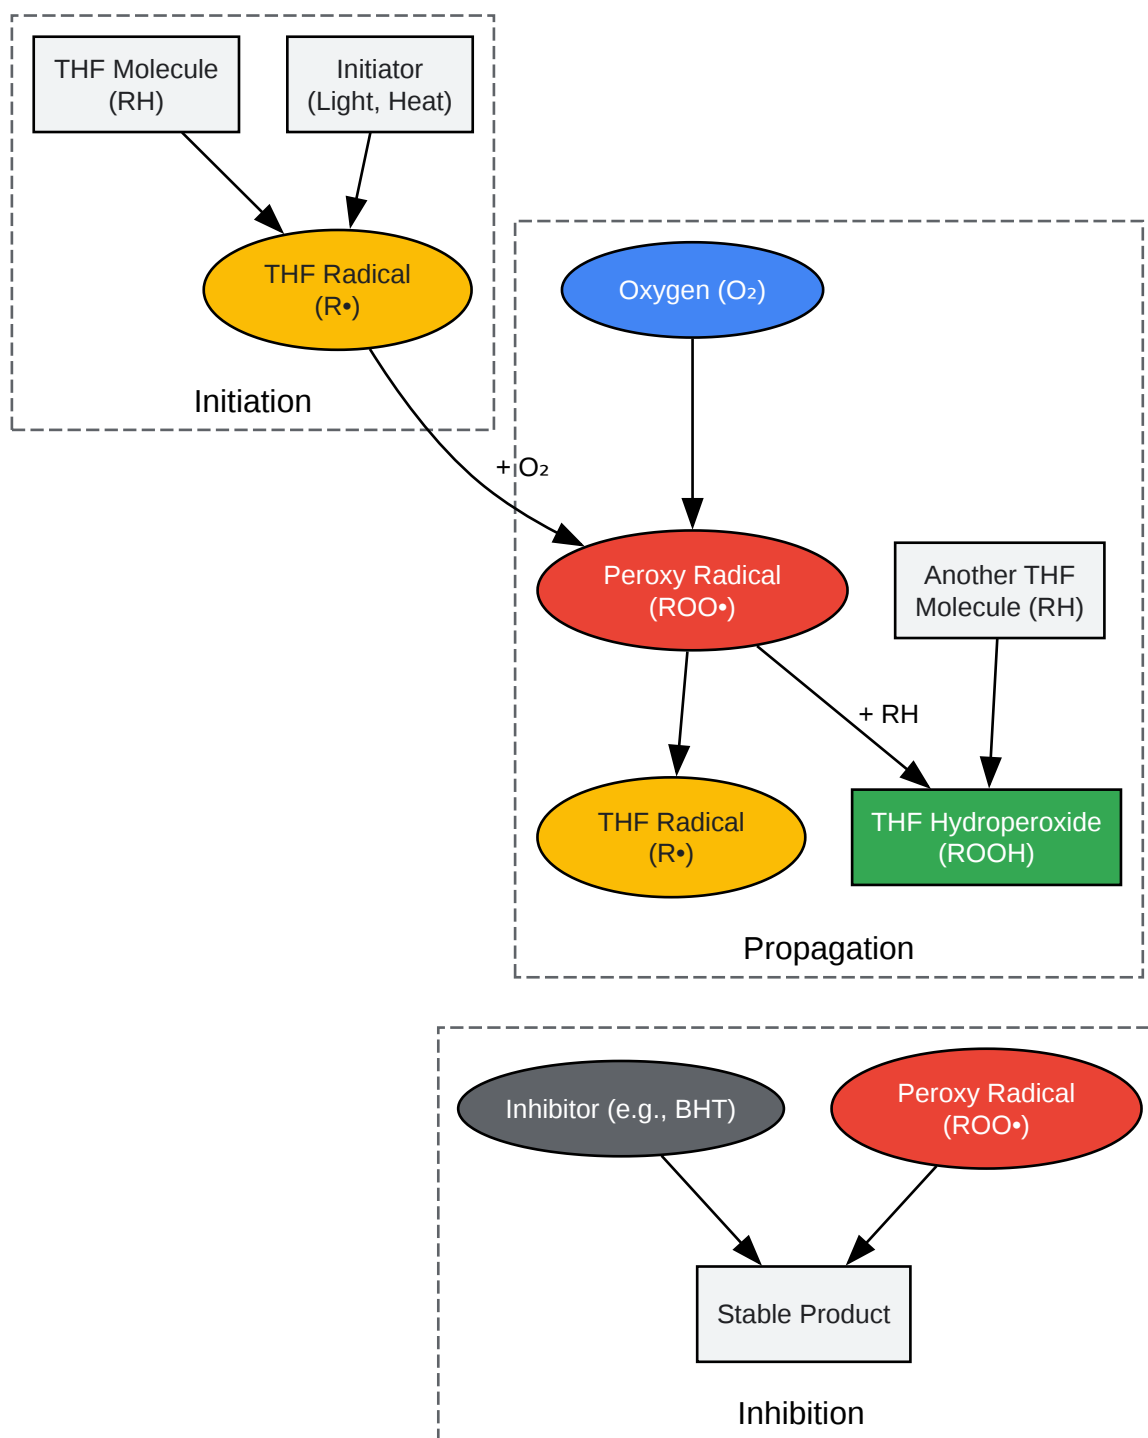 THF Molecule
(RH)
Initiator
(Light, Heat)
THF Radical
(R•)
Initiation
Oxygen (O₂)
+ O₂
Peroxy Radical
(ROO•)
Another THF
Molecule (RH)
+ RH
THF Radical
(R•)
THF Hydroperoxide
(ROOH)
Propagation
Inhibitor (e.g., BHT)
Peroxy Radical
(ROO•)
Stable Product
Inhibition